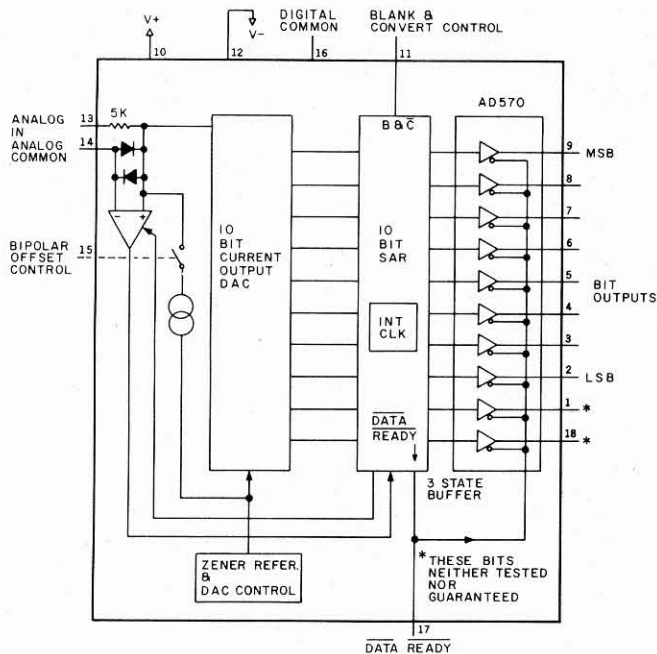 V+
10
12
V-
DIGITAL
COMMON
16
BLANK &
CONVERT CONTROL
11
ANALOG
IN
13
5K
ANALOG
COMMON
14
BIPOLAR
OFFSET
CONTROL
15
- +
10
BIT
CURRENT
OUTPUT
DAC
B & C̅
10
BIT
SAR
INT
CLK
DATA
READY
AD570
9 MSB
8
7
6
5
BIT
OUTPUTS
4
3
2 LSB
1 *
18 *
3 STATE
BUFFER
ZENER REFER.
&
DAC CONTROL
* THESE BITS
NEITHER TESTED
NOR
GUARANTEED
17
DATA READY